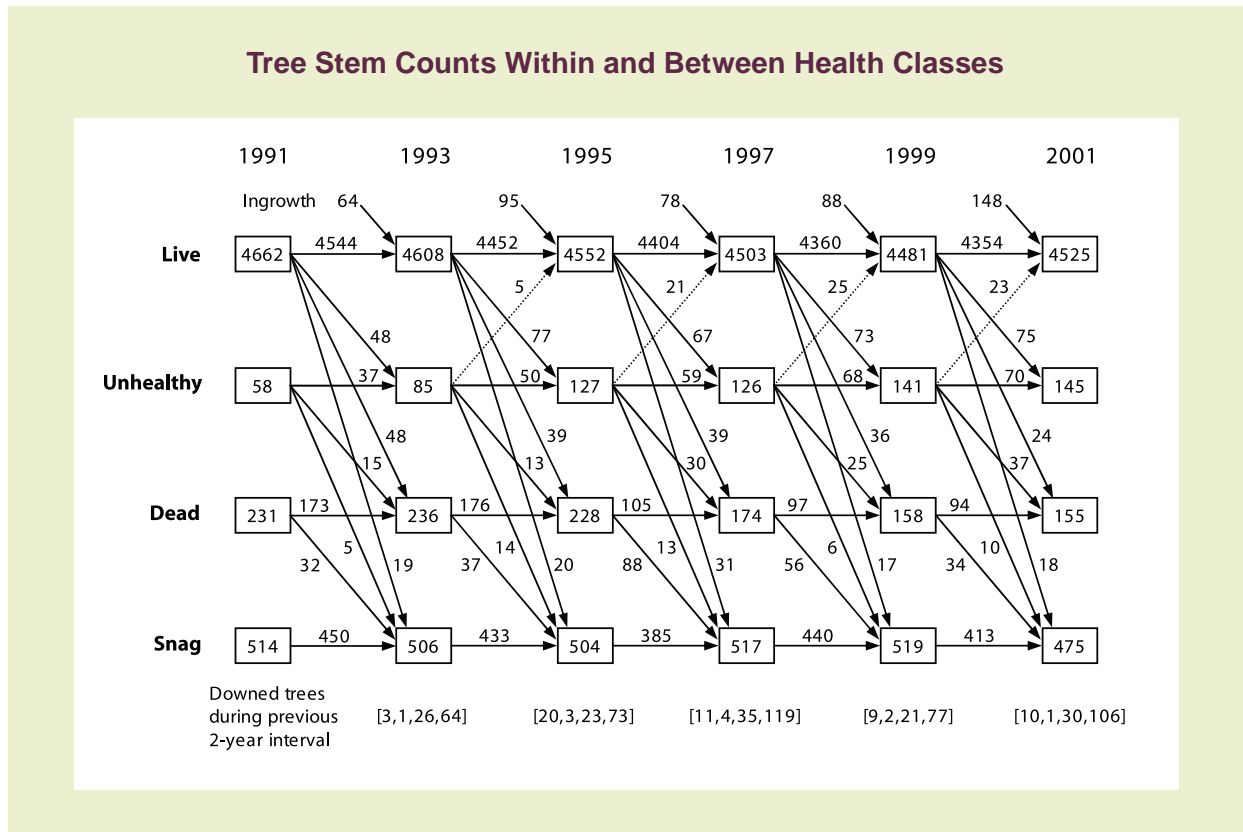 Tree Stem Counts Within and Between Health Classes
1991 1993 1995 1997 1999 2001
Ingrowth 64 95 78 88 148
Live 4662 4544 4608 4452 4552 4404 4503 4360 4481 4354 4525
5 21 25 23
48 77 67 73 75
Unhealthy 58 37 85 50 127 59 126 68 141 70 145
48 39 39 36 24
15 13 30 25 37
Dead 231 173 236 176 228 105 174 97 158 94 155
5 14 13 6 10
32 19 37 20 88 31 56 17 34 18
Snag 514 450 506 433 504 385 517 440 519 413 475
Downed trees
during previous [3,1,26,64] [20,3,23,73] [11,4,35,119] [9,2,21,77] [10,1,30,106]
2-year interval